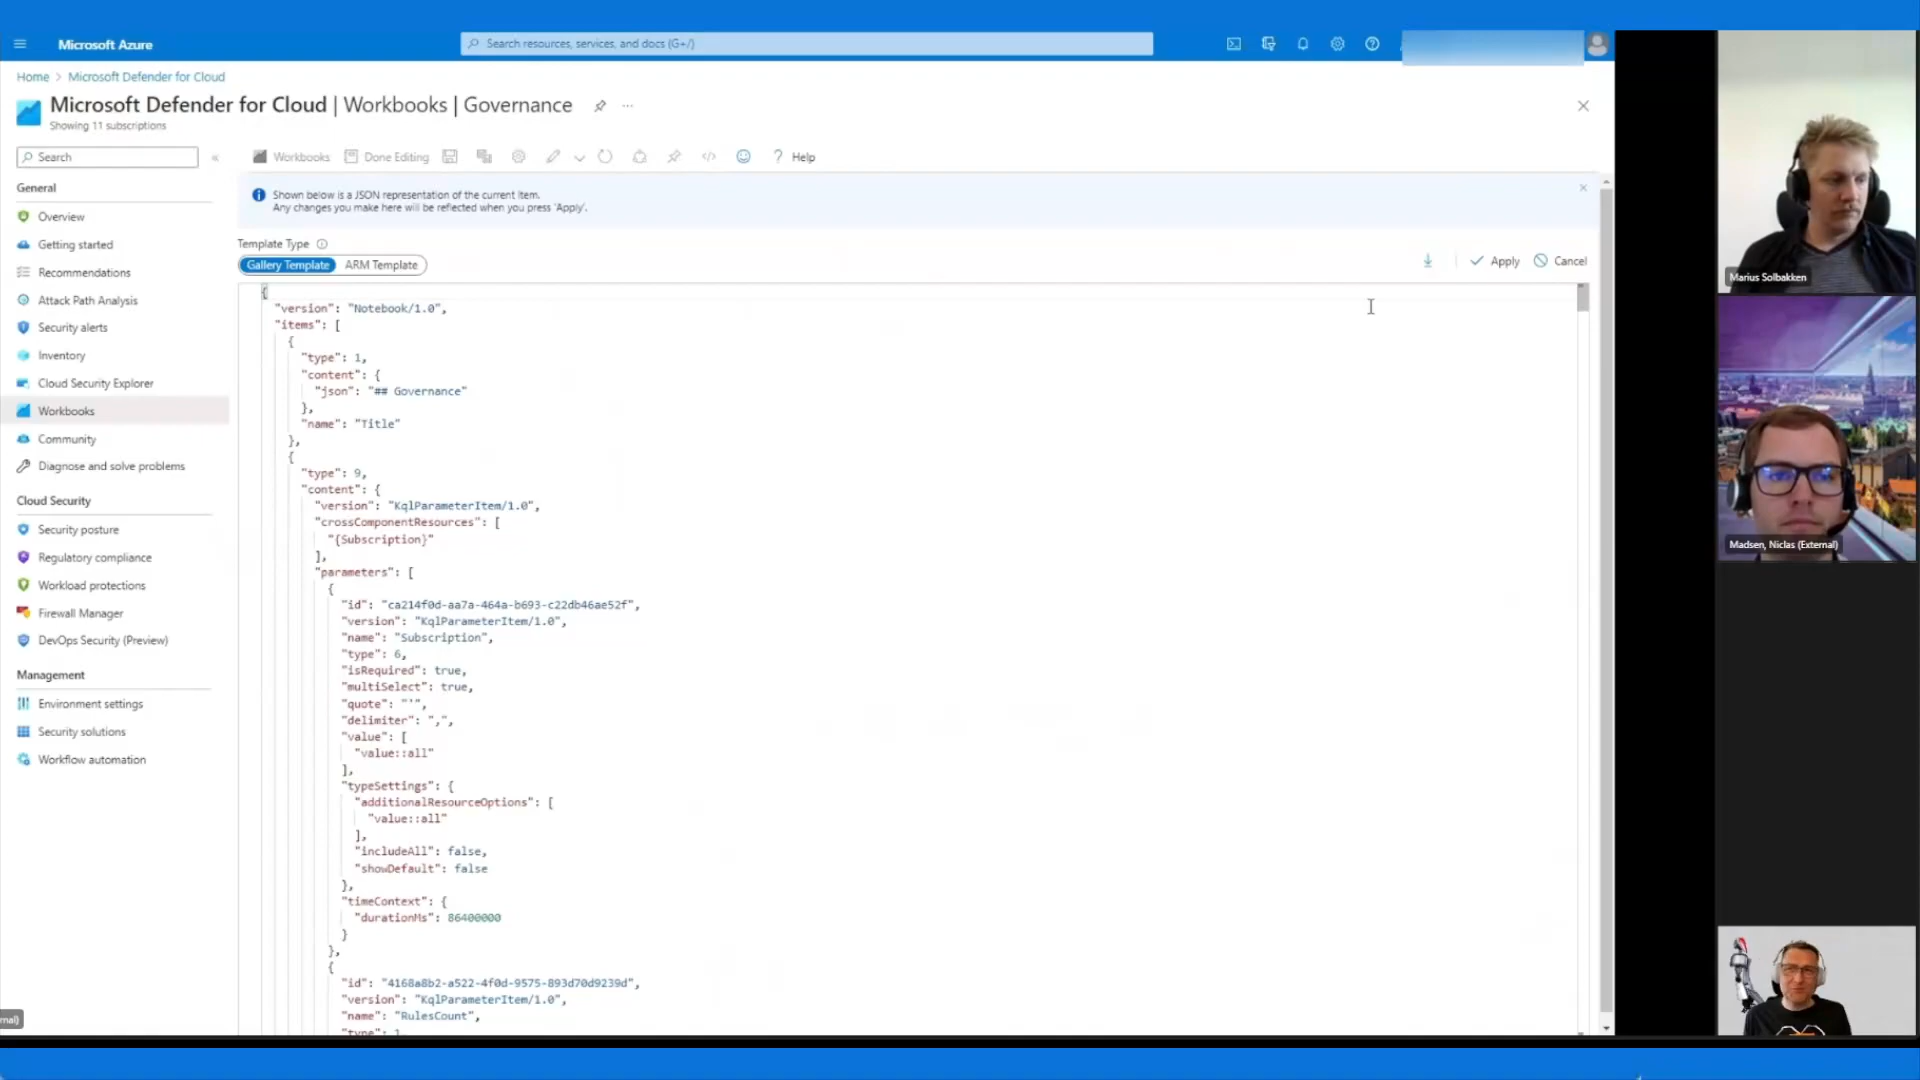 Microsoft Azure
Search resources, services, and docs (G+/)
Home > Microsoft Defender for Cloud
Microsoft Defender for Cloud | Workbooks | Governance
Showing 11 subscriptions
Search
«
Workbooks
Done Editing
? Help
General
Overview
Getting started
Recommendations
Attack Path Analysis
Security alerts
Inventory
Cloud Security Explorer
Workbooks
Community
Diagnose and solve problems
Cloud Security
Security posture
Regulatory compliance
Workload protections
Firewall Manager
DevOps Security (Preview)
Management
Environment settings
Security solutions
Workflow automation
Shown below is a JSON representation of the current item.
Any changes you make here will be reflected when you press 'Apply'.
Template Type
Gallery Template
ARM Template
Apply
Cancel
{
"version": "Notebook/1.0",
"items": [
{
"type": 1,
"content": {
"json": "## Governance"
},
"name": "Title"
},
{
"type": 9,
"content": {
"version": "KqlParameterItem/1.0",
"crossComponentResources": [
"{Subscription}"
],
"parameters": [
{
"id": "ca214f0d-aa7a-464a-b693-c22db46ae52f",
"version": "KqlParameterItem/1.0",
"name": "Subscription",
"type": 6,
"isRequired": true,
"multiSelect": true,
"quote": "'",
"delimiter": ",",
"value": [
"value::all"
],
"typeSettings": {
"additionalResourceOptions": [
"value::all"
],
"includeAll": false,
"showDefault": false
},
"timeContext": {
"durationMs": 86400000
}
},
{
"id": "4168a8b2-a522-4f0d-9575-893d70d9239d",
"version": "KqlParameterItem/1.0",
"name": "RulesCount",
"type": 1,
Marius Solbakken
Madsen, Niclas (External)